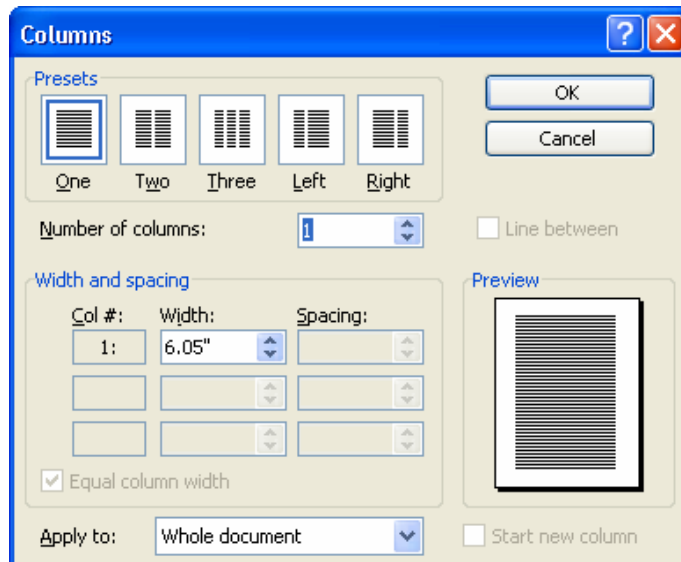 Columns
Presets
OK
Cancel
One Two Three Left Right
Number of columns: 1
Line between
Width and spacing
Preview
Col #: Width: Spacing:
1: 6.05"
Equal column width
Apply to: Whole document
Start new column